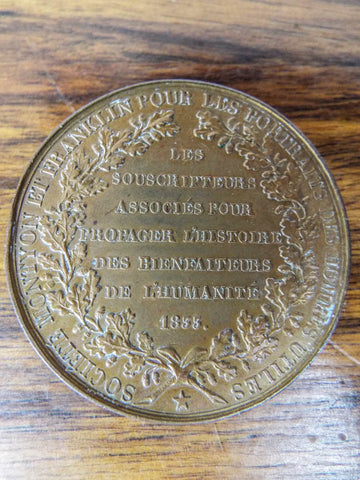 SOCIÉTÉ MONTYON ET FRANKLIN POUR LES PORTRAITS DES HOMMES UTILES
LES
SOUSCRIPTEURS
ASSOCIÉS POUR
PROPAGER L'HISTOIRE
DES BIENFAITEURS
DE L'HUMANITÉ
1833.